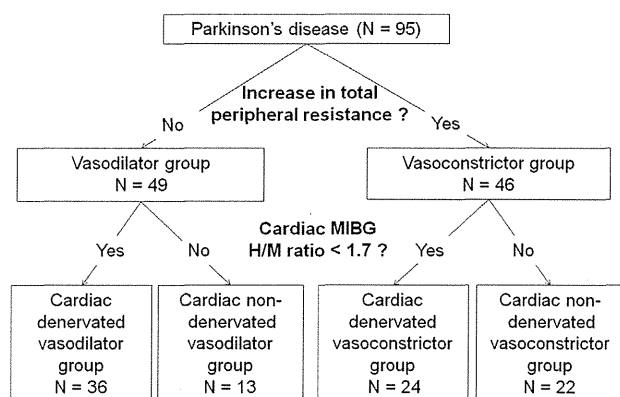 Parkinson's disease (N = 95)
Increase in total
peripheral resistance ?
No
Yes
Vasodilator group
N = 49
Vasoconstrictor group
N = 46
Cardiac MIBG
H/M ratio < 1.7 ?
Yes
No
Yes
No
Cardiac
denervated
vasodilator
group
N = 36
Cardiac non-
denervated
vasodilator
group
N = 13
Cardiac
denervated
vasoconstrictor
group
N = 24
Cardiac non-
denervated
vasoconstrictor
group
N = 22